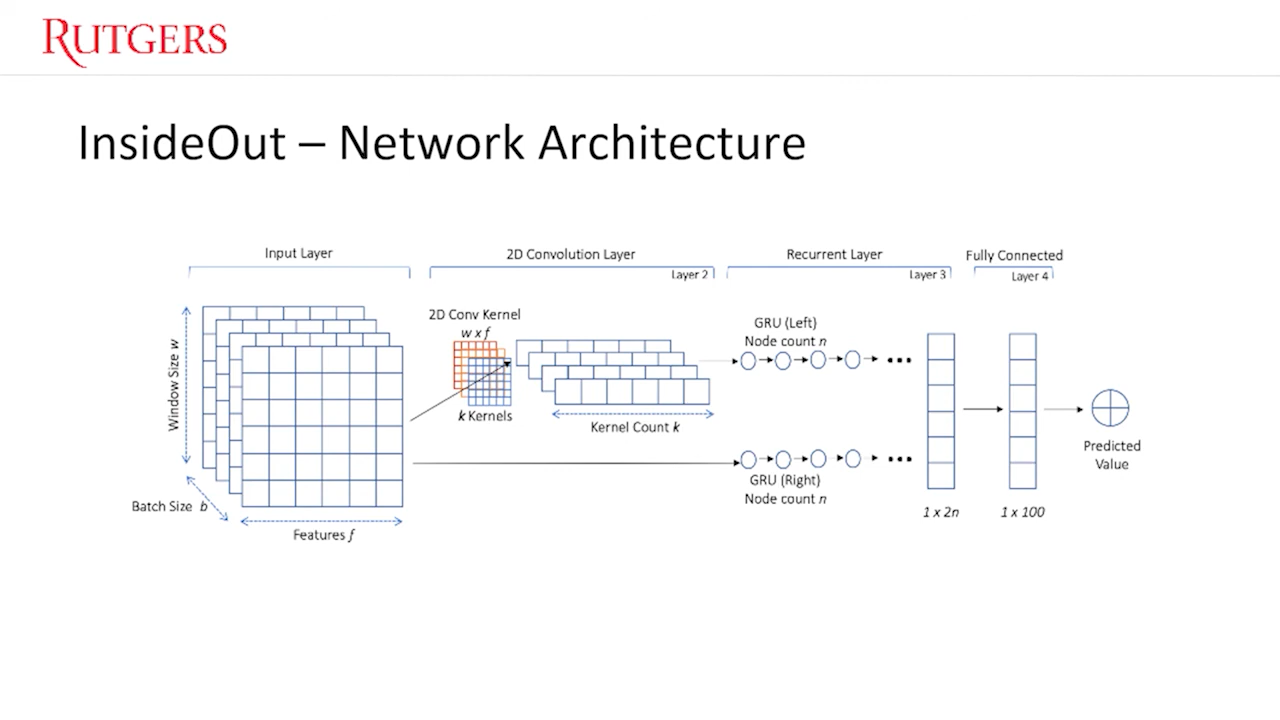 RUTGERS
InsideOut – Network Architecture
Input Layer
2D Convolution Layer
Layer 2
Recurrent Layer
Layer 3
Fully Connected
Layer 4
Window Size w
Batch Size b
Features f
2D Conv Kernel
w x f
k Kernels
Kernel Count k
GRU (Left)
Node count n
GRU (Right)
Node count n
1 x 2n
1 x 100
Predicted
Value